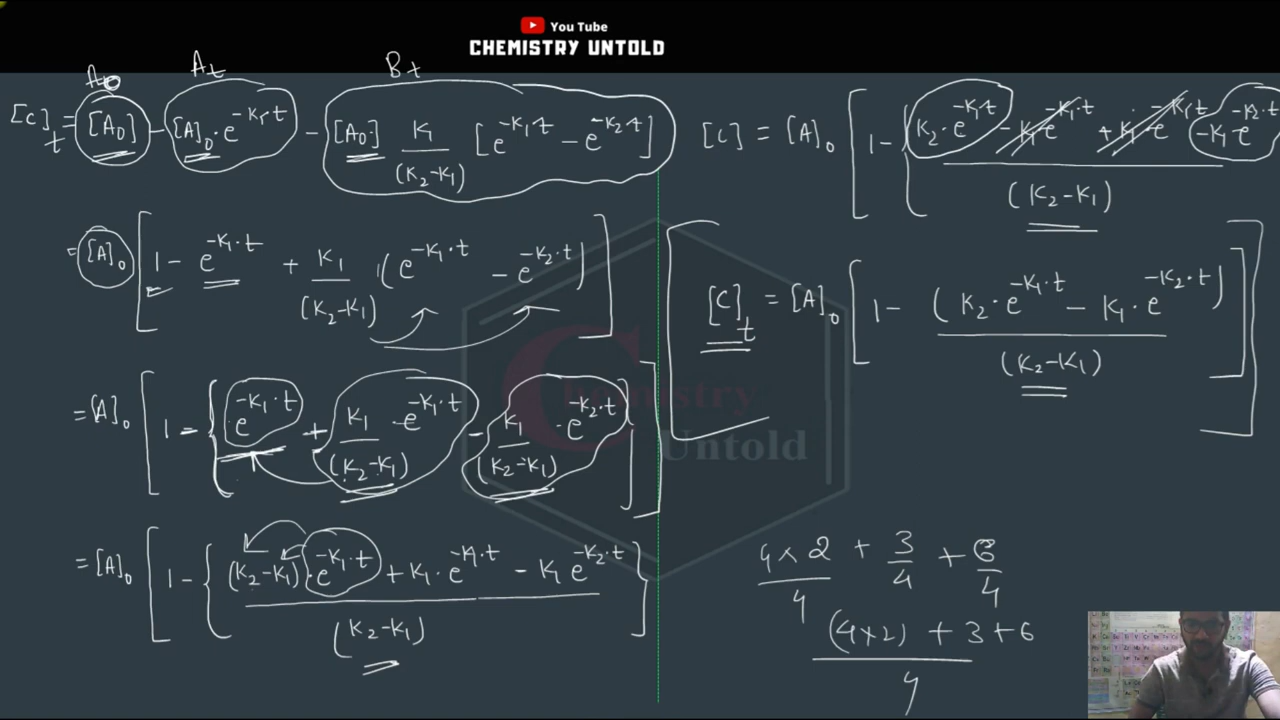 You Tube
CHEMISTRY UNTOLD
A₀ At Bt
[C]t = [A₀] - [A]₀·e^(-K₁·t) - [A₀·] K₁/(K₂-K₁) [e^(-K₁·t) - e^(-K₂·t)]
= [A]₀ [1 - e^(-K₁·t) + K₁/(K₂-K₁) (e^(-K₁·t) - e^(-K₂·t))]
= [A]₀ [1 - {e^(-K₁·t) + K₁/(K₂-K₁) · e^(-K₁·t) - K₁/(K₂-K₁) · e^(-K₂·t)}]
= [A]₀ [1 - {((K₂-K₁)·e^(-K₁·t) + K₁·e^(-K₁·t) - K₁e^(-K₂·t))/(K₂-K₁)}]
[C] = [A]₀ [1 - {(K₂·e^(-K₁·t) - K₁·e^(-K₁·t) + K₁·e^(-K₁·t) - K₁·e^(-K₂·t))/(K₂-K₁)
[C]t = [A]₀ [1 - (K₂·e^(-K₁·t) - K₁·e^(-K₂·t))/(K₂-K₁)]
Chemistry
Untold
4×2/4 + 3/4 + 6/4
((4×2) + 3+6)/4